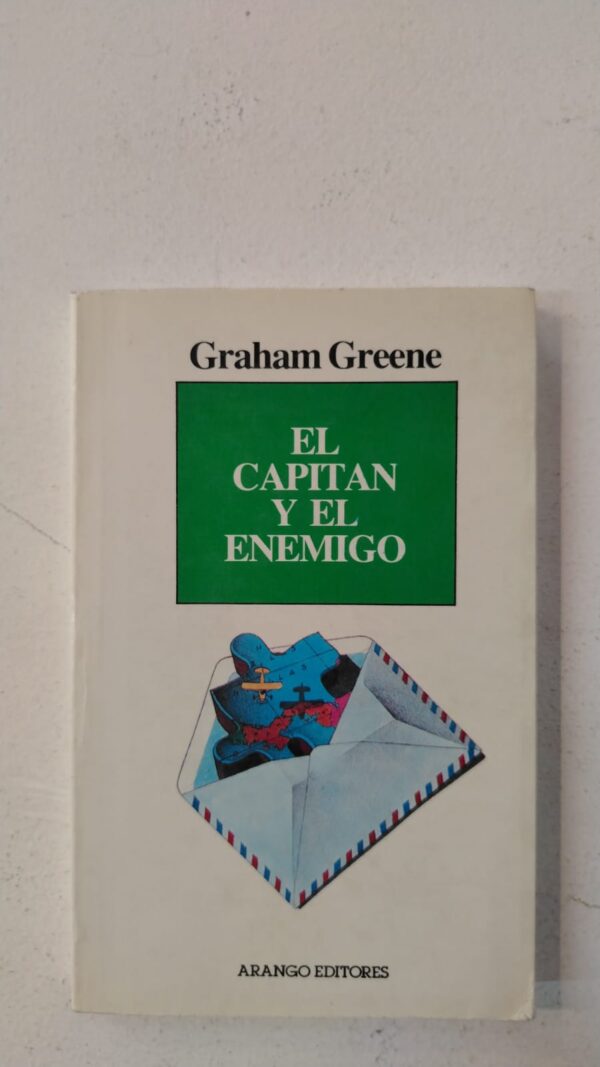 Graham Greene
EL
CAPITAN
Y EL
ENEMIGO
ARANGO EDITORES